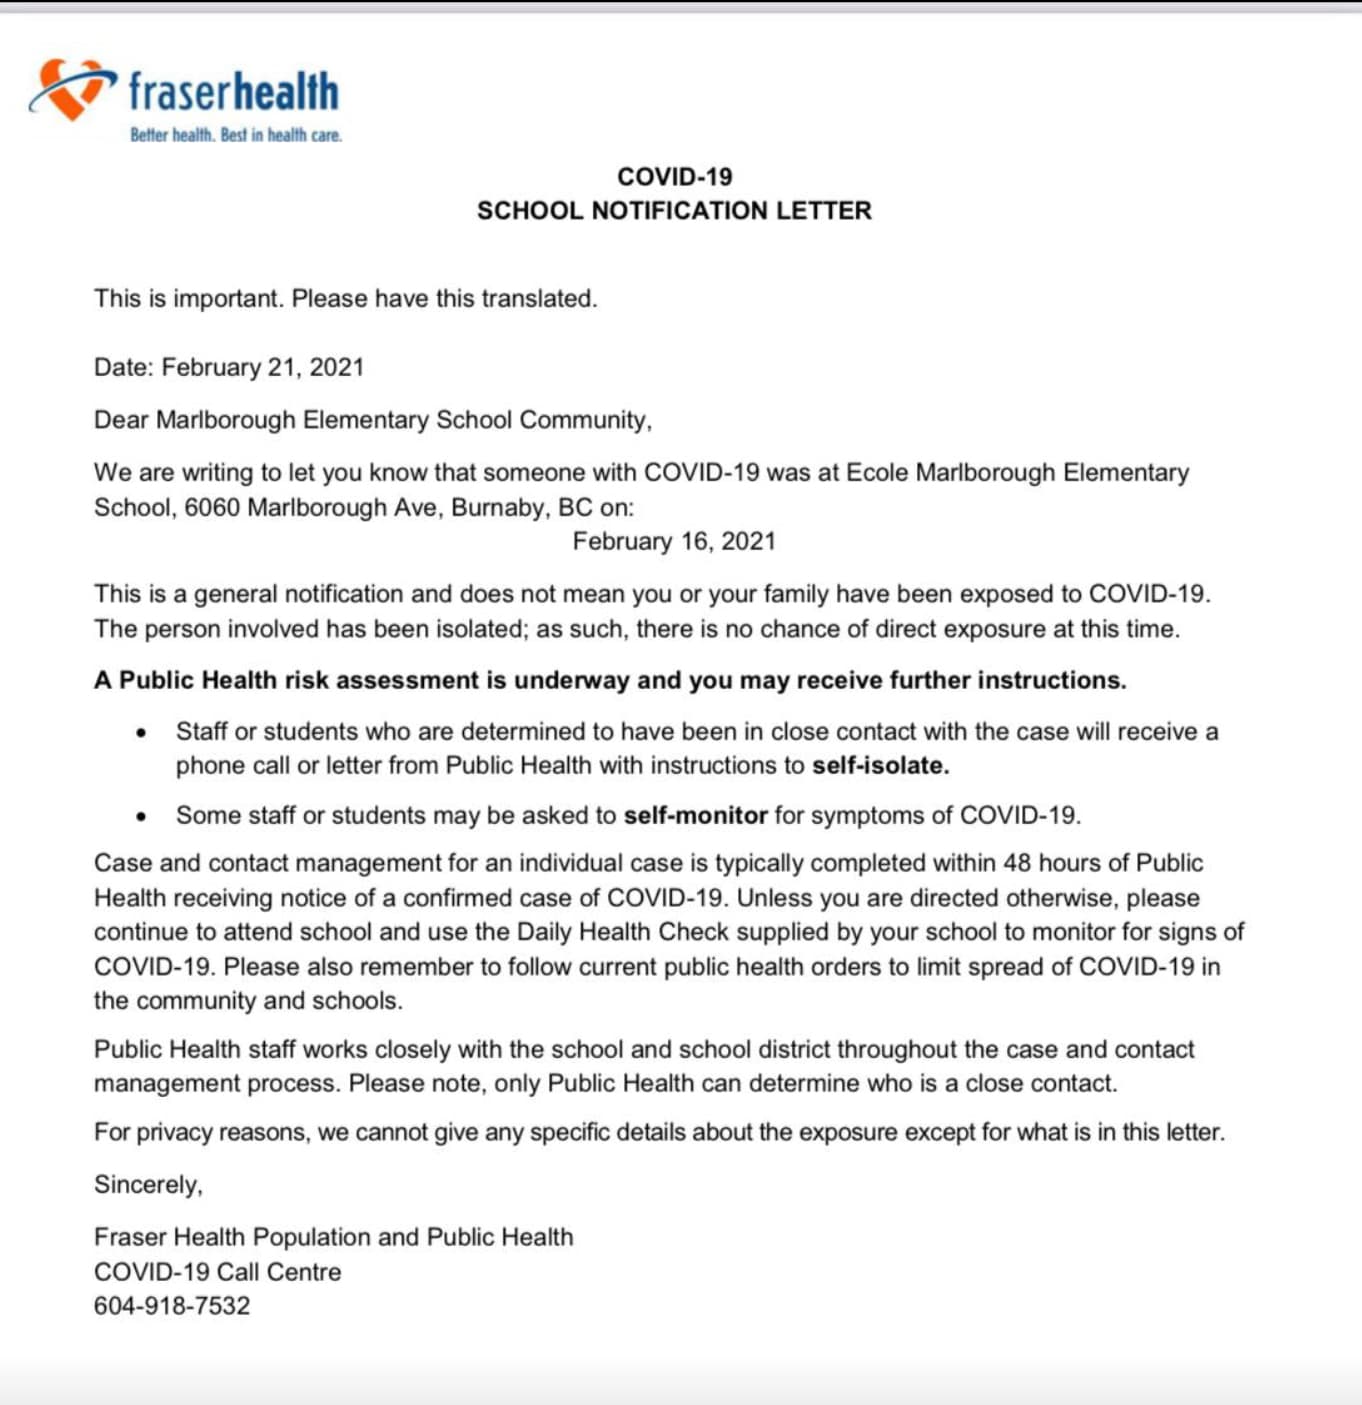 fraserhealth
Better health. Best in health care.
COVID-19
SCHOOL NOTIFICATION LETTER
This is important. Please have this translated.
Date: February 21, 2021
Dear Marlborough Elementary School Community,
We are writing to let you know that someone with COVID-19 was at Ecole Marlborough Elementary
School, 6060 Marlborough Ave, Burnaby, BC on:
February 16, 2021
This is a general notification and does not mean you or your family have been exposed to COVID-19.
The person involved has been isolated; as such, there is no chance of direct exposure at this time.
A Public Health risk assessment is underway and you may receive further instructions.
• Staff or students who are determined to have been in close contact with the case will receive a
phone call or letter from Public Health with instructions to self-isolate.
• Some staff or students may be asked to self-monitor for symptoms of COVID-19.
Case and contact management for an individual case is typically completed within 48 hours of Public
Health receiving notice of a confirmed case of COVID-19. Unless you are directed otherwise, please
continue to attend school and use the Daily Health Check supplied by your school to monitor for signs of
COVID-19. Please also remember to follow current public health orders to limit spread of COVID-19 in
the community and schools.
Public Health staff works closely with the school and school district throughout the case and contact
management process. Please note, only Public Health can determine who is a close contact.
For privacy reasons, we cannot give any specific details about the exposure except for what is in this letter.
Sincerely,
Fraser Health Population and Public Health
COVID-19 Call Centre
604-918-7532